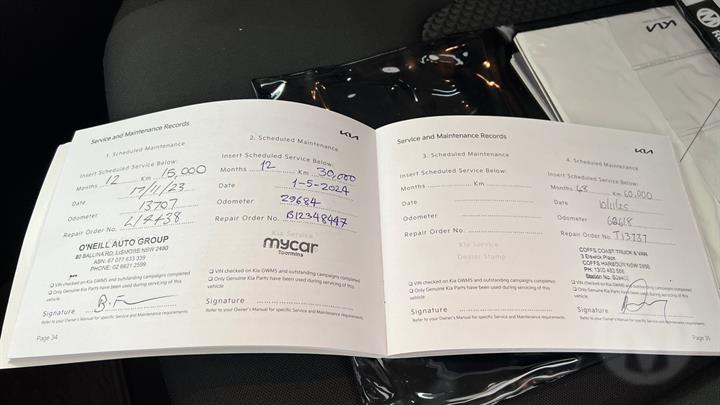 Service and Maintenance Records
KIA
1. Scheduled Maintenance
Insert Scheduled Service Below:
Months 12 Km 15,000
Date 17/11/23
Odometer 13707
Repair Order No.
O'NEILL AUTO GROUP
80 BALLINA RD, LISMORE NSW 2480
ABN: 67 077 633 339
PHONE: 02 6621 2599
VIN checked on Kia GWMS and outstanding campaigns completed
Only Genuine Kia Parts have been used during servicing of this
vehicle
Signature
Refer to your Owner's Manual for specific Service and Maintenance requirements.
Page 34
2. Scheduled Maintenance
Insert Scheduled Service Below:
Months 12 Km 30,000
Date 1-5-2024
Odometer 29684
Repair Order No. B12348447
Kia Service
mycar
Toormina
VIN checked on Kia GWMS and outstanding campaigns completed
Only Genuine Kia Parts have been used during servicing of this
vehicle
Signature
Refer to your Owner's Manual for specific Service and Maintenance requirements.
Service and Maintenance Records
KIA
3. Scheduled Maintenance
Insert Scheduled Service Below:
Months Km
Date
Odometer
Repair Order No.
Kia Service
Dealer Stamp
VIN checked on Kia GWMS and outstanding campaigns completed
Only Genuine Kia Parts have been used during servicing of this
vehicle
Signature
Refer to your Owner's Manual for specific Service and Maintenance requirements.
4. Scheduled Maintenance
Insert Scheduled Service Below:
Months 48 Km 60,000
Date 10/11/25
Odometer 60618
Repair Order No. T13737
COFFS COAST TRUCK & VAN
COFFS HARBOUR NSW 2450
VIN checked on Kia GWMS and outstanding campaigns completed
Only Genuine Kia Parts have been used during servicing of this
vehicle
Signature
Refer to your Owner's Manual for specific Service and Maintenance requirements.
Page 35
KIA